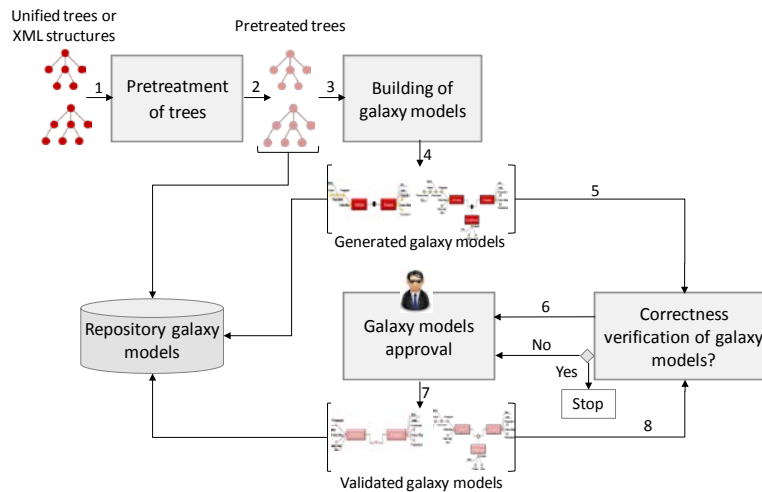 Unified trees or
XML structures
Pretreated trees
1
Pretreatment
of trees
2
3
Building of
galaxy models
4
5
Generated galaxy models
Repository galaxy
models
Galaxy models
approval
6
No
Correctness
verification of galaxy
models?
Yes
Stop
7
8
Validated galaxy models